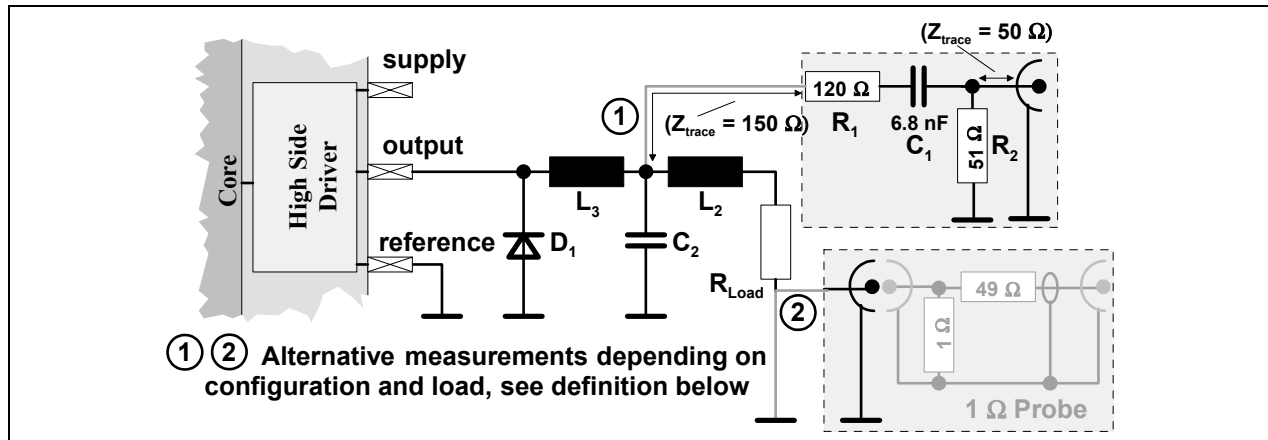 (Z_trace = 50 Ω)
supply
120 Ω
R₁
6.8 nF
C₁
51 Ω
R₂
①
(Z_trace = 150 Ω)
output
Core
High Side
Driver
L₃
L₂
reference
D₁
C₂
R_Load
②
49 Ω
1 Ω
1 Ω Probe
① ② Alternative measurements depending on
configuration and load, see definition below